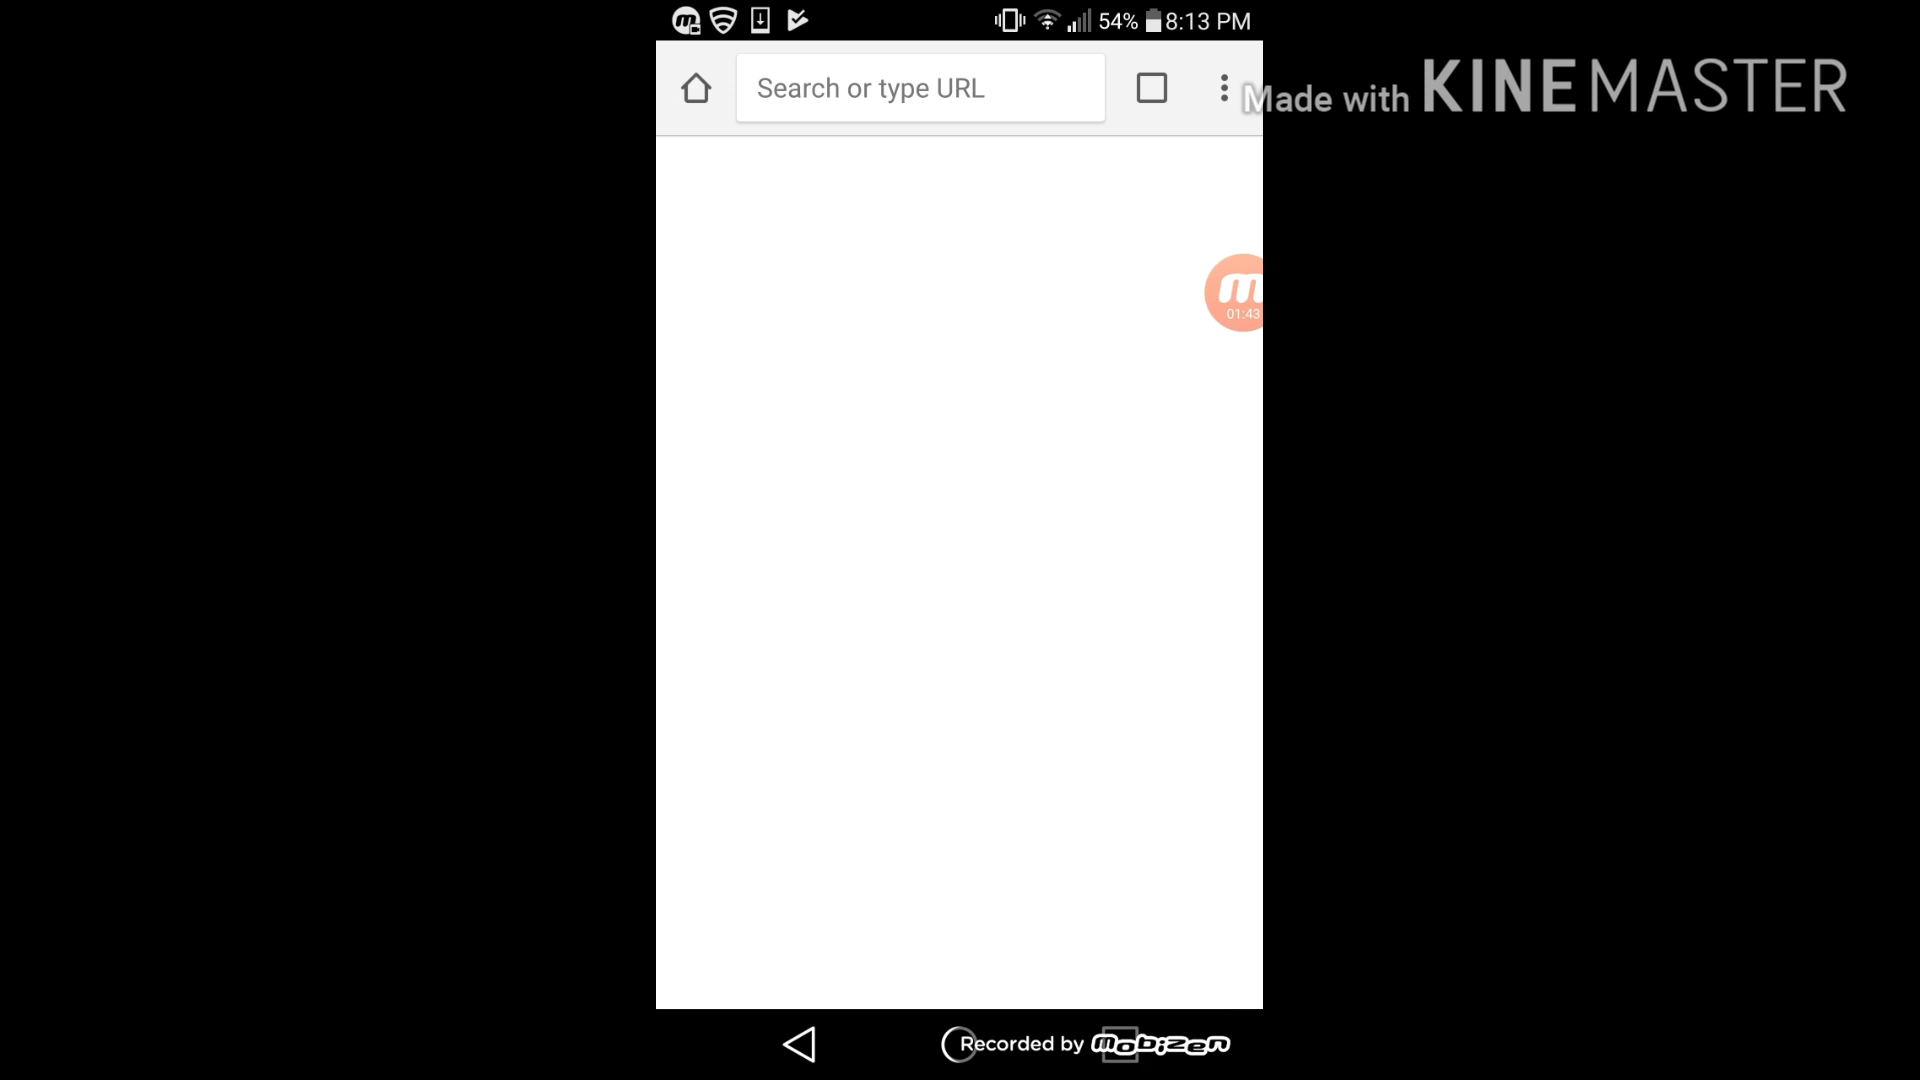 54% 8:13 PM
Search or type URL
Made with KINEMASTER
m
01:43
Recorded by mobizen